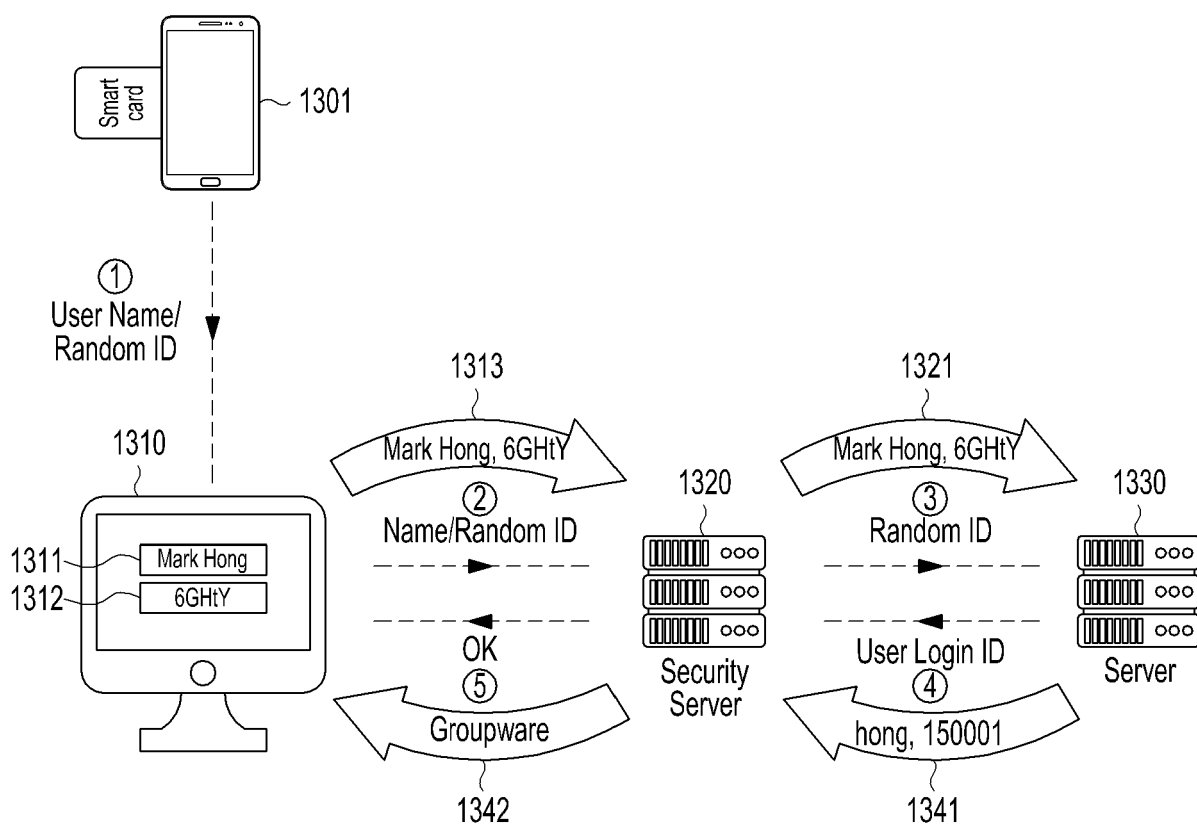 Smart
card
1301
①
User Name/
Random ID
1310
1311
Mark Hong
1312
6GHtY
1313
Mark Hong, 6GHtY
②
Name/Random ID
OK
⑤
Groupware
1342
1320
Security
Server
1321
Mark Hong, 6GHtY
③
Random ID
User Login ID
④
hong, 150001
1341
1330
Server